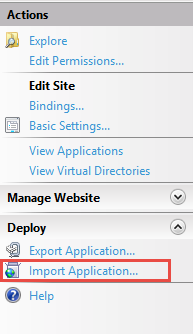 Actions
Explore
Edit Permissions...
Edit Site
Bindings...
Basic Settings...
View Applications
View Virtual Directories
Manage Website
Deploy
Export Application...
Import Application...
Help